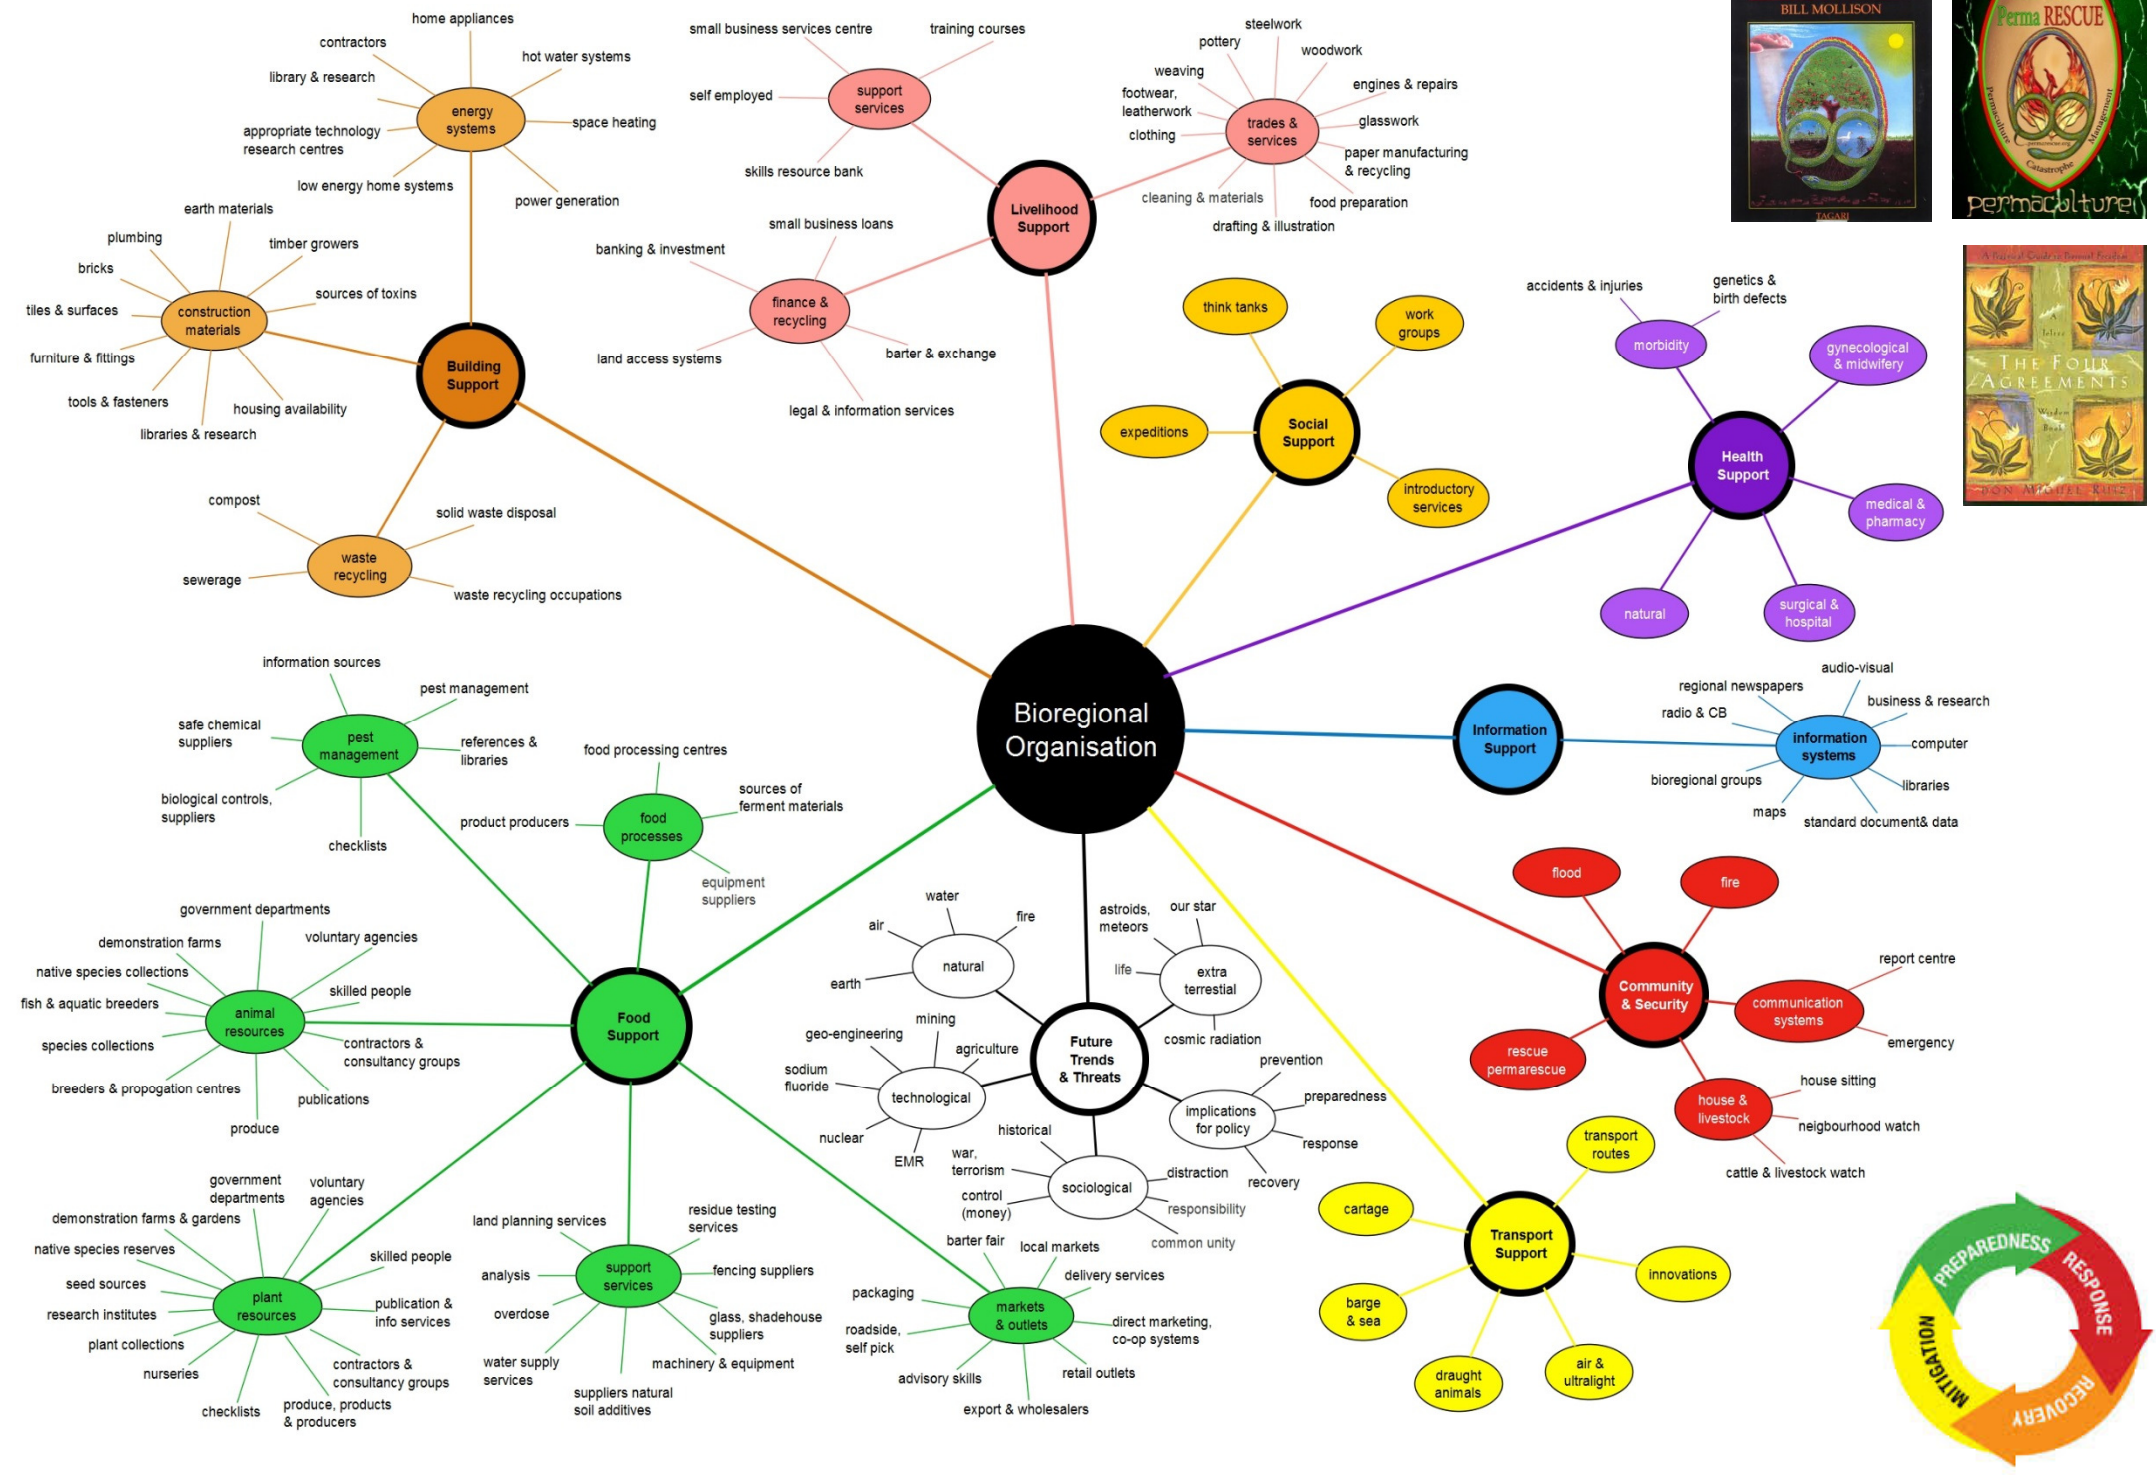 home appliances
contractors
hot water systems
library & research
energy
systems
space heating
appropriate technology
research centres
low energy home systems
power generation
earth materials
plumbing
timber growers
bricks
sources of toxins
tiles & surfaces
construction
materials
furniture & fittings
tools & fasteners
housing availability
libraries & research
Building
Support
compost
solid waste disposal
waste
recycling
sewerage
waste recycling occupations
small business services centre
training courses
self employed
support
services
skills resource bank
steelwork
pottery
woodwork
weaving
engines & repairs
footwear,
leatherwork
glasswork
trades &
services
clothing
paper manufacturing
& recycling
cleaning & materials
food preparation
drafting & illustration
Livelihood
Support
small business loans
banking & investment
finance &
recycling
land access systems
barter & exchange
legal & information services
think tanks
work
groups
expeditions
Social
Support
introductory
services
accidents & injuries
genetics &
birth defects
morbidity
gynecological
& midwifery
Health
Support
medical &
pharmacy
natural
surgical &
hospital
BILL MOLLISON
TAGARI
Perma RESCUE
Permaculture
Catastrophe
Management
permaculture
THE FOUR
AGREEMENTS
DON MIGUEL RUIZ
Bioregional
Organisation
Information
Support
audio-visual
regional newspapers
business & research
radio & CB
information
systems
computer
bioregional groups
libraries
maps
standard document& data
information sources
pest management
safe chemical
suppliers
pest
management
references &
libraries
biological controls,
suppliers
checklists
food processing centres
sources of
ferment materials
product producers
food
processes
equipment
suppliers
government departments
demonstration farms
voluntary agencies
native species collections
skilled people
fish & aquatic breeders
animal
resources
species collections
contractors &
consultancy groups
breeders & propogation centres
publications
produce
Food
Support
government
departments
voluntary
agencies
demonstration farms & gardens
native species reserves
skilled people
seed sources
plant
resources
publication &
info services
research institutes
plant collections
nurseries
contractors &
consultancy groups
checklists
produce, products
& producers
land planning services
residue testing
services
analysis
support
services
fencing suppliers
overdose
glass, shadehouse
suppliers
water supply
services
machinery & equipment
suppliers natural
soil additives
barter fair
local markets
delivery services
packaging
markets
& outlets
direct marketing,
co-op systems
roadside,
self pick
advisory skills
retail outlets
export & wholesalers
water
air
fire
natural
earth
astroids,
meteors
our star
life
extra
terrestial
cosmic radiation
Future
Trends
& Threats
mining
geo-engineering
agriculture
sodium
fluoride
technological
nuclear
EMR
prevention
preparedness
implications
for policy
response
recovery
historical
war,
terrorism
distraction
sociological
control
(money)
responsibility
common unity
flood
fire
Community
& Security
report centre
communication
systems
emergency
rescue
permarescue
house &
livestock
house sitting
neigbourhood watch
cattle & livestock watch
transport
routes
cartage
Transport
Support
innovations
barge
& sea
draught
animals
air &
ultralight
PREPAREDNESS
RESPONSE
RECOVERY
MITIGATION